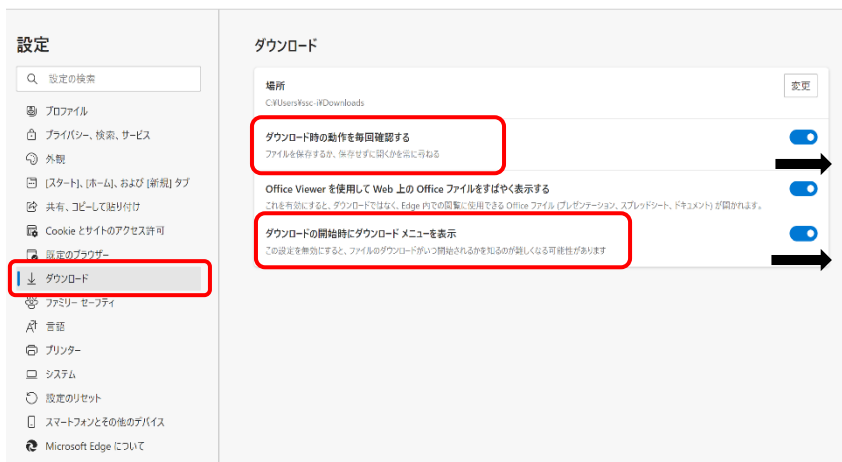 設定
設定の検索
プロファイル
プライバシー、検索、サービス
外観
[スタート]、[ホーム]、および [新規] タブ
共有、コピーして貼り付け
Cookie とサイトのアクセス許可
既定のブラウザー
ダウンロード
ファミリー セーフティ
言語
プリンター
システム
設定のリセット
スマートフォンとその他のデバイス
Microsoft Edge について
ダウンロード
場所
C:¥Users¥ssc-i¥Downloads
変更
ダウンロード時の動作を毎回確認する
ファイルを保存するか、保存せずに開くかを常に尋ねる
Office Viewer を使用して Web 上の Office ファイルをすばやく表示する
これを有効にすると、ダウンロードではなく、Edge 内での閲覧に使用できる Office ファイル (プレゼンテーション、スプレッドシート、ドキュメント) が開かれます。
ダウンロードの開始時にダウンロード メニューを表示
この設定を無効にすると、ファイルのダウンロードがいつ開始されるかを知るのが難しくなる可能性があります